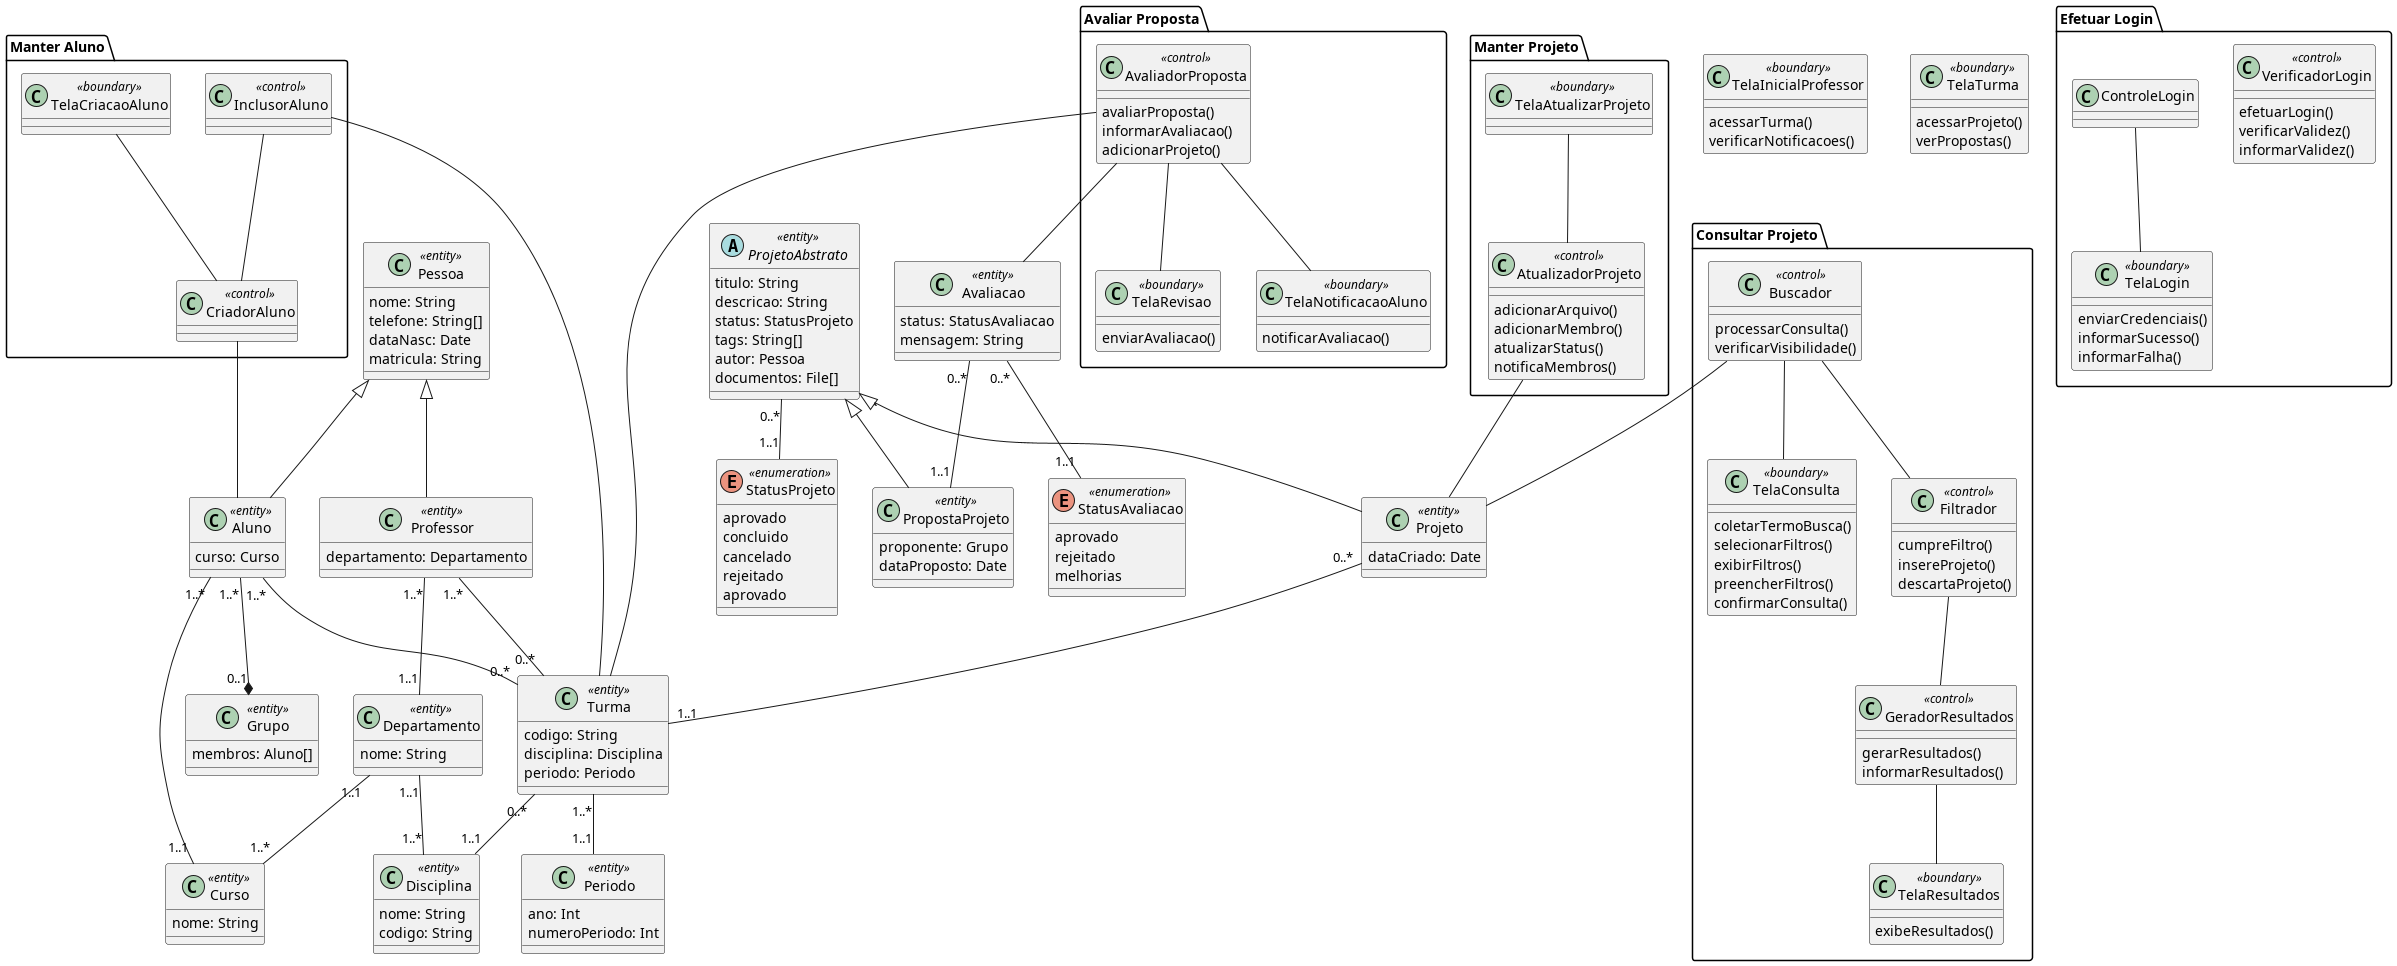 Manter Aluno
«boundary»
TelaCriacaoAluno
«control»
InclusorAluno
«control»
CriadorAluno
Avaliar Proposta
«control»
AvaliadorProposta
avaliarProposta()
informarAvaliacao()
adicionarProjeto()
«boundary»
TelaRevisao
enviarAvaliacao()
«boundary»
TelaNotificacaoAluno
notificarAvaliacao()
Manter Projeto
«boundary»
TelaAtualizarProjeto
«control»
AtualizadorProjeto
adicionarArquivo()
adicionarMembro()
atualizarStatus()
notificaMembros()
«boundary»
TelaInicialProfessor
acessarTurma()
verificarNotificacoes()
«boundary»
TelaTurma
acessarProjeto()
verPropostas()
Efetuar Login
ControleLogin
«control»
VerificadorLogin
efetuarLogin()
verificarValidez()
informarValidez()
«boundary»
TelaLogin
enviarCredenciais()
informarSucesso()
informarFalha()
Consultar Projeto
«control»
Buscador
processarConsulta()
verificarVisibilidade()
«boundary»
TelaConsulta
coletarTermoBusca()
selecionarFiltros()
exibirFiltros()
preencherFiltros()
confirmarConsulta()
«control»
Filtrador
cumpreFiltro()
insereProjeto()
descartaProjeto()
«control»
GeradorResultados
gerarResultados()
informarResultados()
«boundary»
TelaResultados
exibeResultados()
«entity»
Pessoa
nome: String
telefone: String[]
dataNasc: Date
matricula: String
«entity»
ProjetoAbstrato
titulo: String
descricao: String
status: StatusProjeto
tags: String[]
autor: Pessoa
documentos: File[]
«entity»
Avaliacao
status: StatusAvaliacao
mensagem: String
0..*
0..*
0..*
1..1
1..1
1..1
«enumeration»
StatusProjeto
aprovado
concluido
cancelado
rejeitado
aprovado
«entity»
PropostaProjeto
proponente: Grupo
dataProposto: Date
«enumeration»
StatusAvaliacao
aprovado
rejeitado
melhorias
«entity»
Projeto
dataCriado: Date
0..*
1..1
«entity»
Aluno
curso: Curso
«entity»
Professor
departamento: Departamento
1..*
1..*
1..*
1..*
1..*
0..1
1..1
0..*
0..*
«entity»
Grupo
membros: Aluno[]
«entity»
Departamento
nome: String
«entity»
Turma
codigo: String
disciplina: Disciplina
periodo: Periodo
1..1
1..1
0..*
1..*
1..1
1..*
1..*
1..1
1..1
«entity»
Curso
nome: String
«entity»
Disciplina
nome: String
codigo: String
«entity»
Periodo
ano: Int
numeroPeriodo: Int